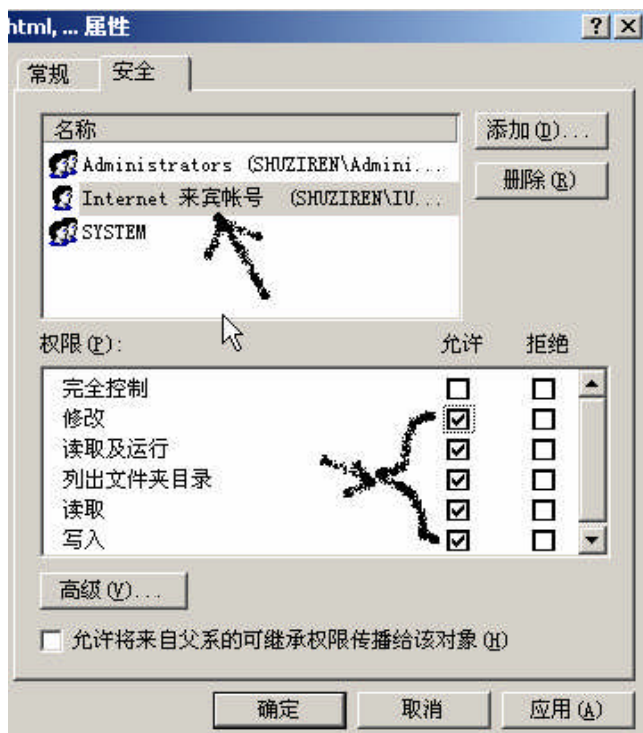 html, ... 属性
常规 安全
名称
添加(D)...
Administrators (SHUZIREN\Admini...
删除(R)
Internet 来宾帐号 (SHUZIREN\IU...
SYSTEM
权限(P): 允许 拒绝
完全控制
修改
读取及运行
列出文件夹目录
读取
写入
高级(V)...
允许将来自父系的可继承权限传播给该对象(H)
确定 取消 应用(A)